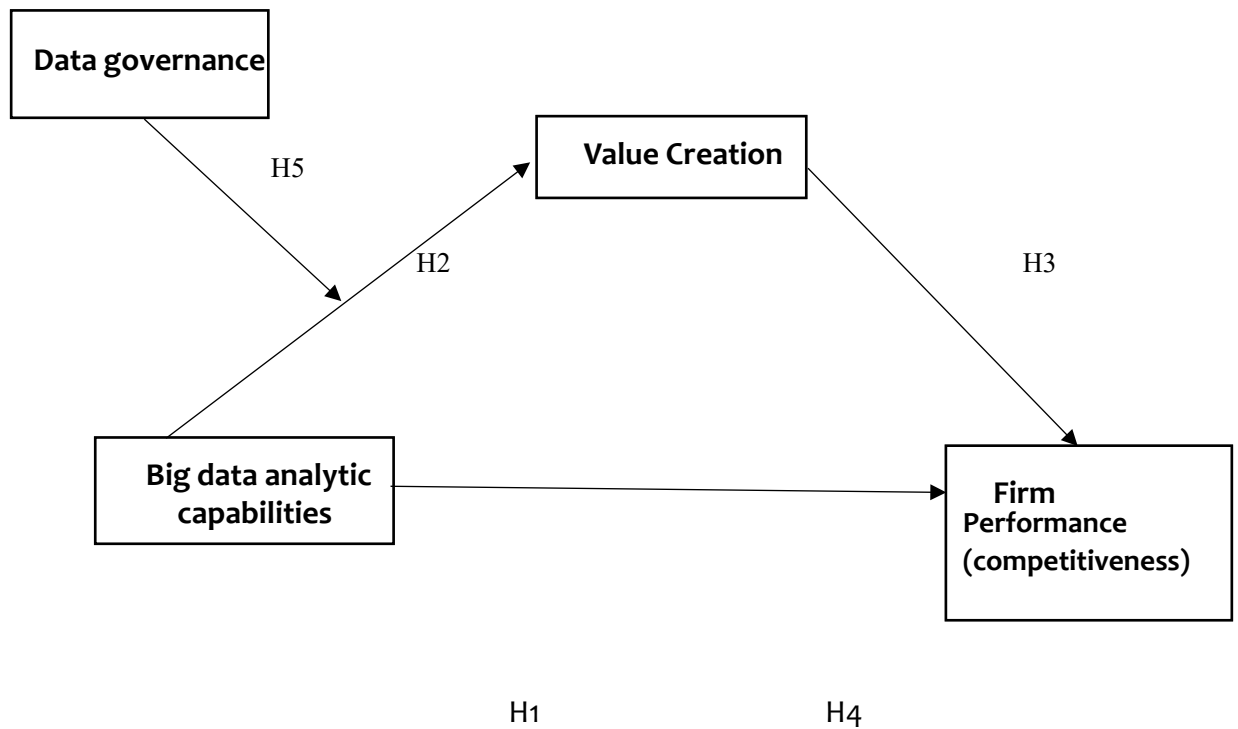 Data governance
Value Creation
H5
H2
H3
Big data analytic
capabilities
Firm
Performance
(competitiveness)
H1
H4